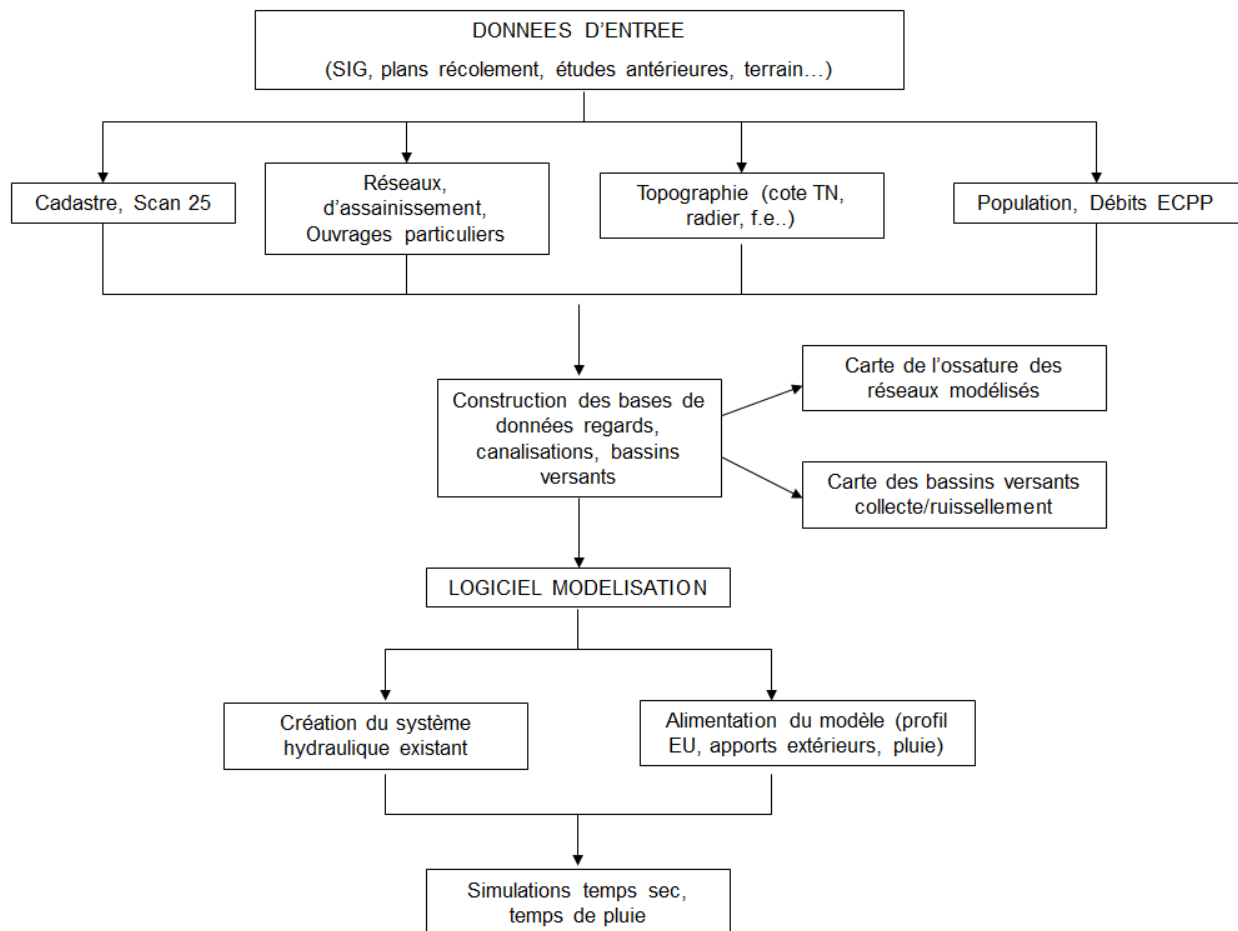 DONNEES D'ENTREE
(SIG, plans récolement, études antérieures, terrain…)
Cadastre, Scan 25
Réseaux,
d'assainissement,
Ouvrages particuliers
Topographie (cote TN,
radier, f.e..)
Population, Débits ECPP
Construction des bases de
données regards,
canalisations, bassins
versants
Carte de l'ossature des
réseaux modélisés
Carte des bassins versants
collecte/ruissellement
LOGICIEL MODELISATION
Création du système
hydraulique existant
Alimentation du modèle (profil
EU, apports extérieurs, pluie)
Simulations temps sec,
temps de pluie